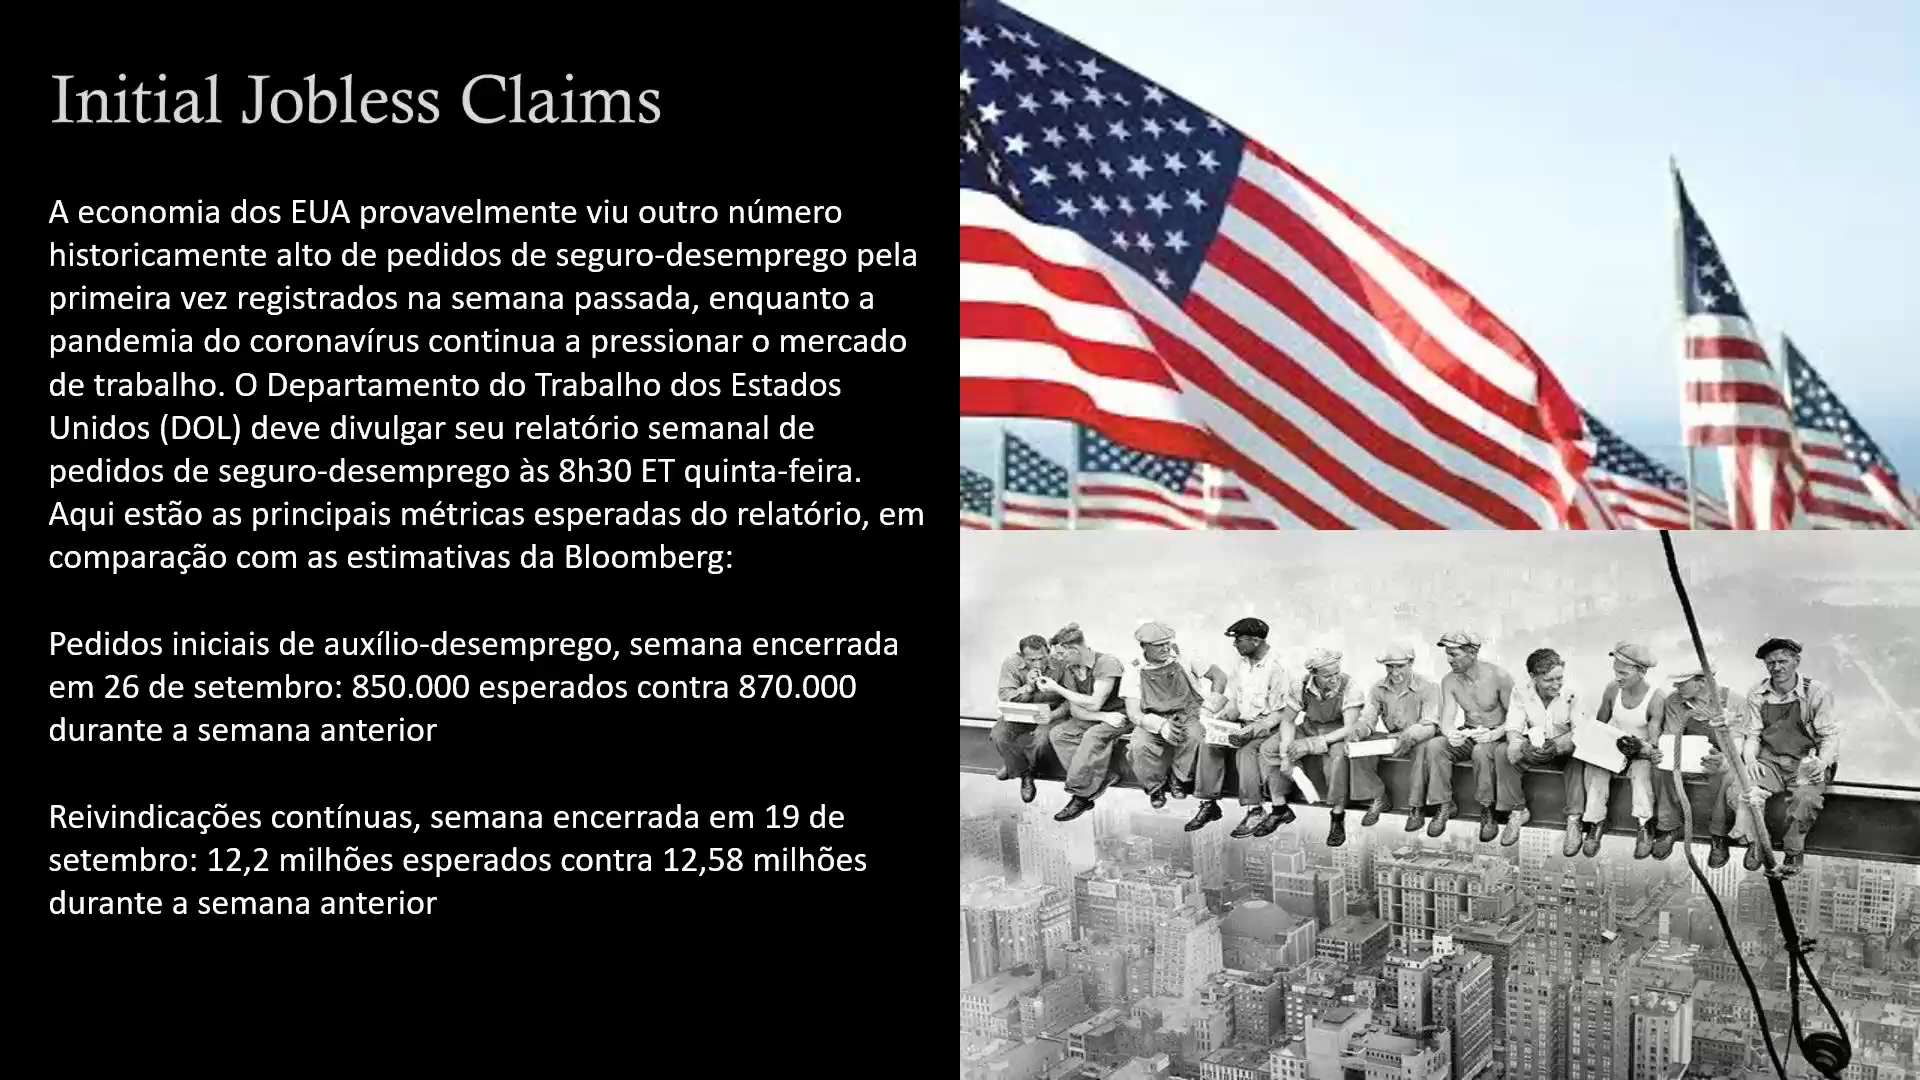 Initial Jobless Claims
A economia dos EUA provavelmente viu outro número
historicamente alto de pedidos de seguro-desemprego pela
primeira vez registrados na semana passada, enquanto a
pandemia do coronavírus continua a pressionar o mercado
de trabalho. O Departamento do Trabalho dos Estados
Unidos (DOL) deve divulgar seu relatório semanal de
pedidos de seguro-desemprego às 8h30 ET quinta-feira.
Aqui estão as principais métricas esperadas do relatório, em
comparação com as estimativas da Bloomberg:
Pedidos iniciais de auxílio-desemprego, semana encerrada
em 26 de setembro: 850.000 esperados contra 870.000
durante a semana anterior
Reivindicações contínuas, semana encerrada em 19 de
setembro: 12,2 milhões esperados contra 12,58 milhões
durante a semana anterior